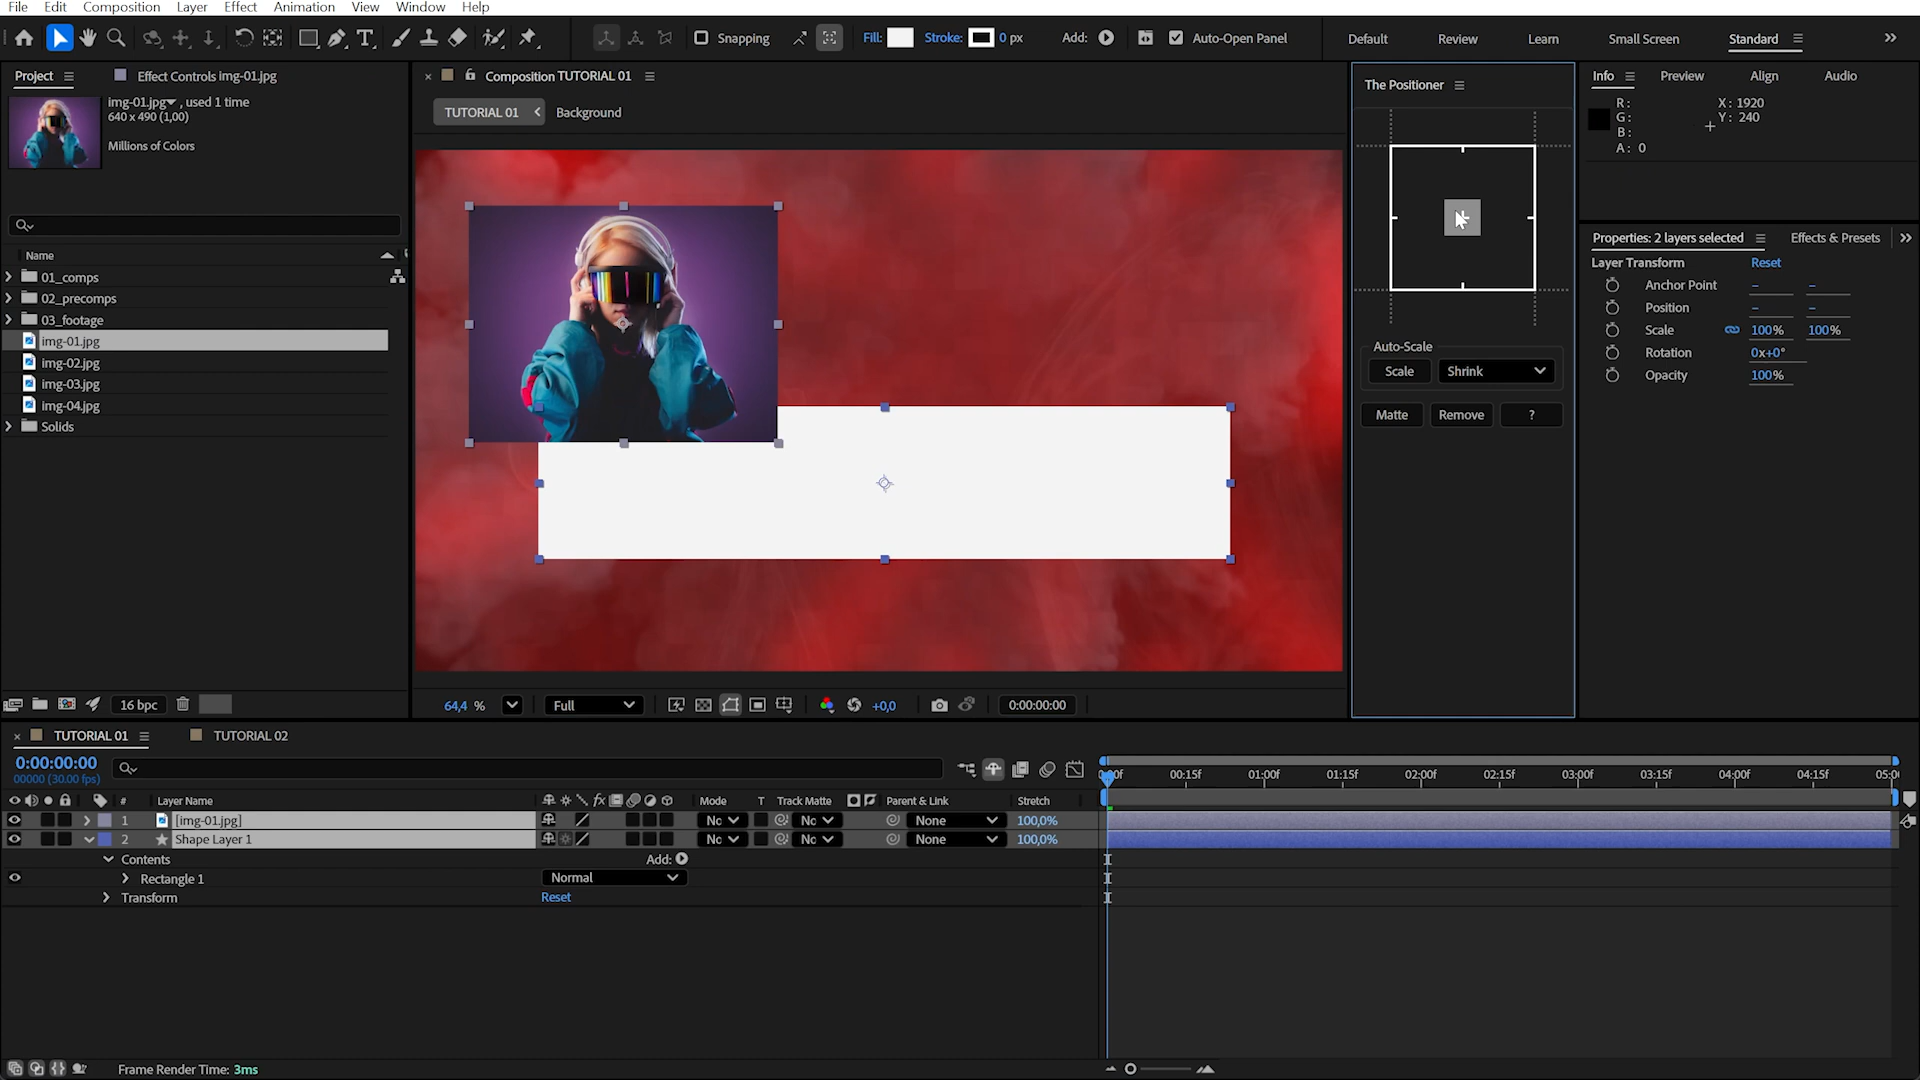 File Edit Composition Layer Effect Animation View Window Help
Snapping Fill: Stroke: 0 px Add: Auto-Open Panel Default Review Learn Small Screen Standard
Project Effect Controls img-01.jpg
img-01.jpg , used 1 time
640 x 490 (1,00)
Millions of Colors
Name
01_comps
02_precomps
03_footage
img-01.jpg
img-02.jpg
img-03.jpg
img-04.jpg
Solids
16 bpc
Composition TUTORIAL 01
TUTORIAL 01 Background
64,4 % Full +0,0 0:00:00:00
The Positioner
Auto-Scale
Scale Shrink
Matte Remove ?
Info Preview Align Audio
R: X: 1920
G: Y: 240
B:
A: 0
Properties: 2 layers selected Effects & Presets
Layer Transform Reset
Anchor Point – –
Position – –
Scale 100% 100%
Rotation 0x+0°
Opacity 100%
TUTORIAL 01 TUTORIAL 02
0:00:00:00
00000 (30.00 fps)
00:15f 01:00f 01:15f 02:00f 02:15f 03:00f 03:15f 04:00f 04:15f
# Layer Name Mode T Track Matte Parent & Link Stretch
1 [img-01.jpg] None 100,0%
2 Shape Layer 1 None 100,0%
Contents Add:
Rectangle 1 Normal
Transform Reset
Frame Render Time: 3ms